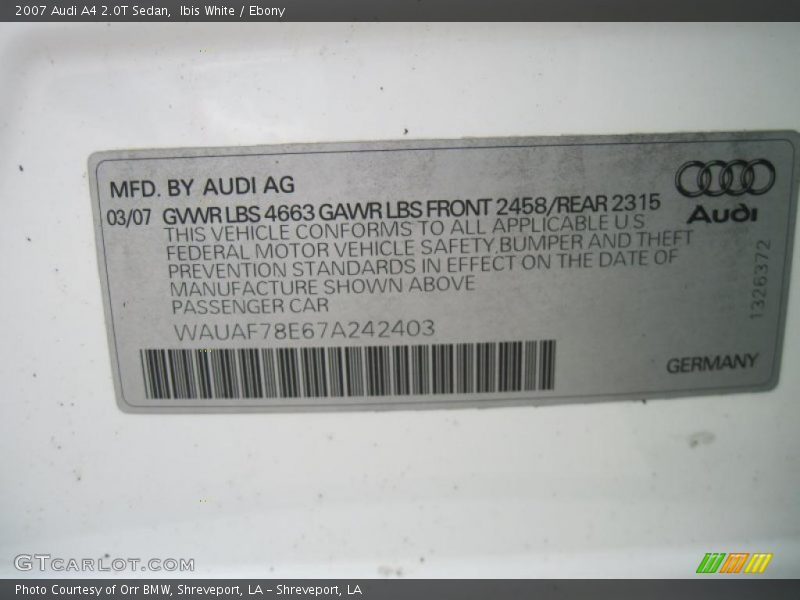 2007 Audi A4 2.0T Sedan,  Ibis White / Ebony
MFD. BY AUDI AG
03/07 GVWR LBS 4663 GAWR LBS FRONT 2458/REAR 2315
THIS VEHICLE CONFORMS TO ALL APPLICABLE U S
FEDERAL MOTOR VEHICLE SAFETY, BUMPER AND THEFT
PREVENTION STANDARDS IN EFFECT ON THE DATE OF
MANUFACTURE SHOWN ABOVE
PASSENGER CAR
WAUAF78E67A242403
Audi
1326372
GERMANY
GTcarlot.com
Photo Courtesy of Orr BMW, Shreveport, LA – Shreveport, LA